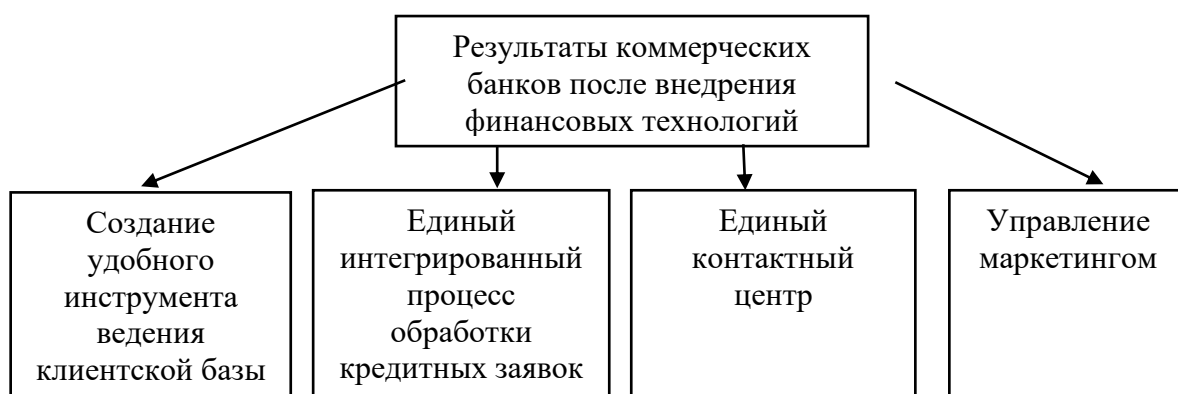 Результаты коммерческих
банков после внедрения
финансовых технологий
Создание
удобного
инструмента
ведения
клиентской базы
Единый
интегрированный
процесс
обработки
кредитных заявок
Единый
контактный
центр
Управление
маркетингом